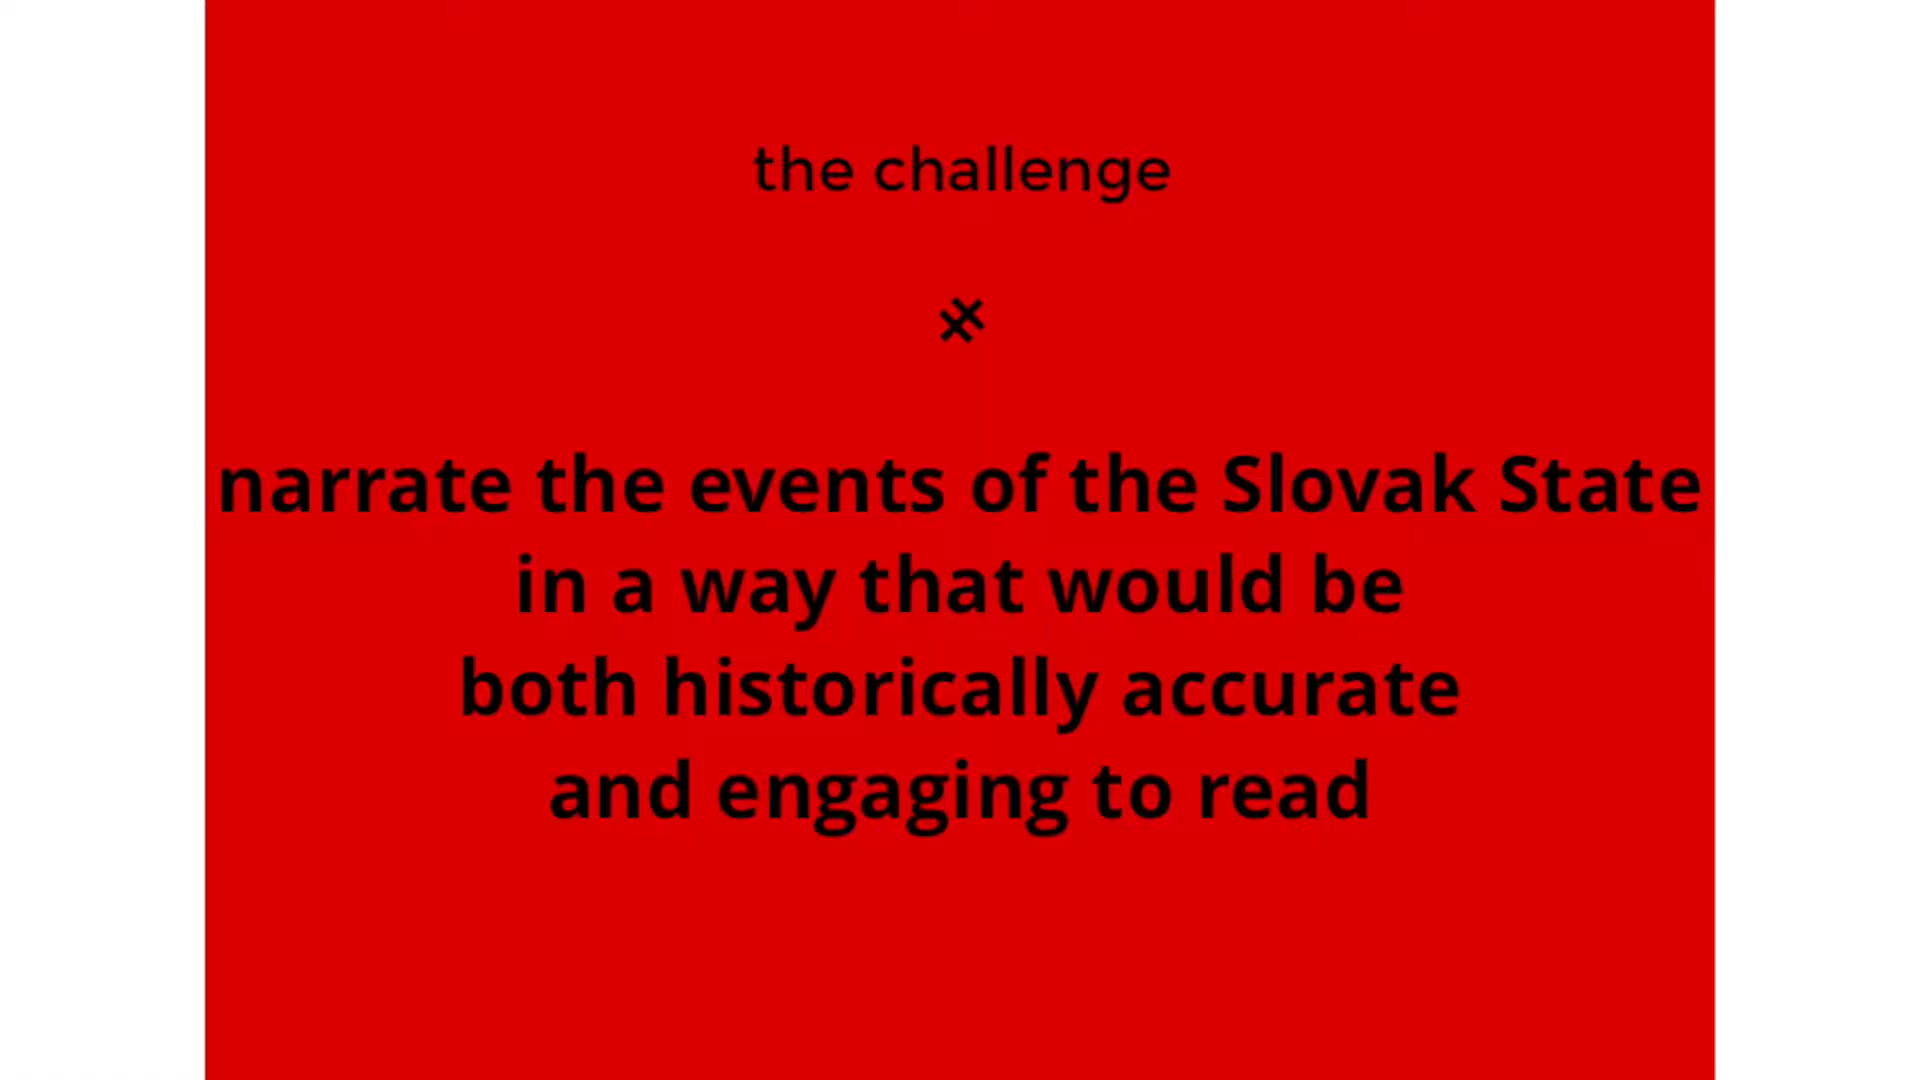 the challenge
narrate the events of the Slovak State
in a way that would be
both historically accurate
and engaging to read